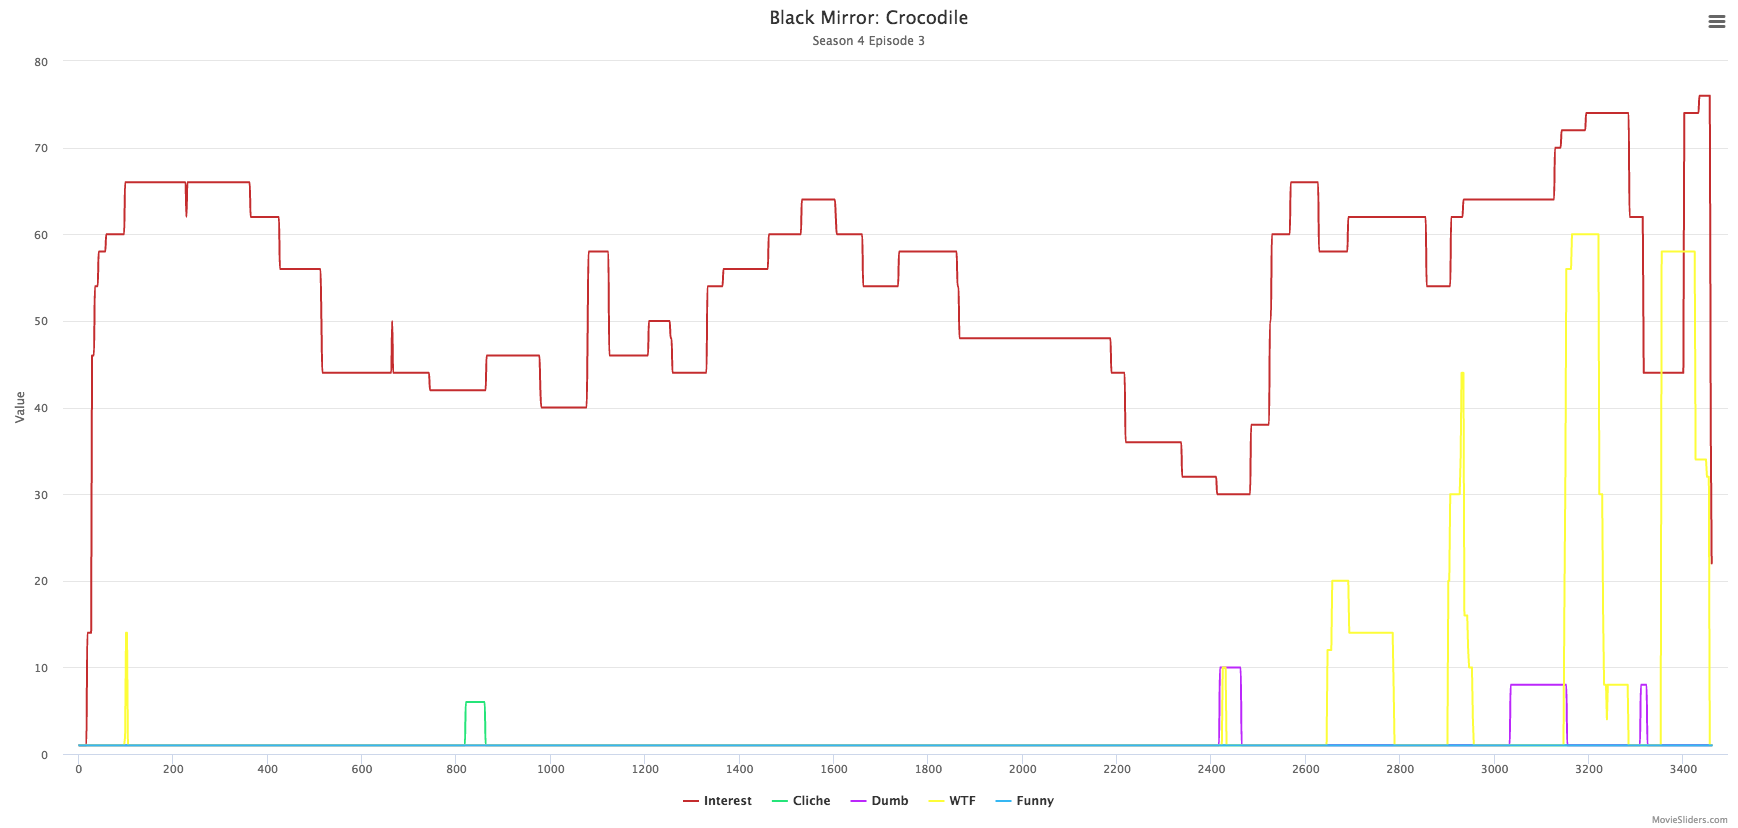 Black Mirror: Crocodile
Season 4 Episode 3
80
70
60
50
40
30
20
10
0
Value
0 200 400 600 800 1000 1200 1400 1600 1800 2000 2200 2400 2600 2800 3000 3200 3400
Interest Cliche Dumb WTF Funny
MovieSliders.com